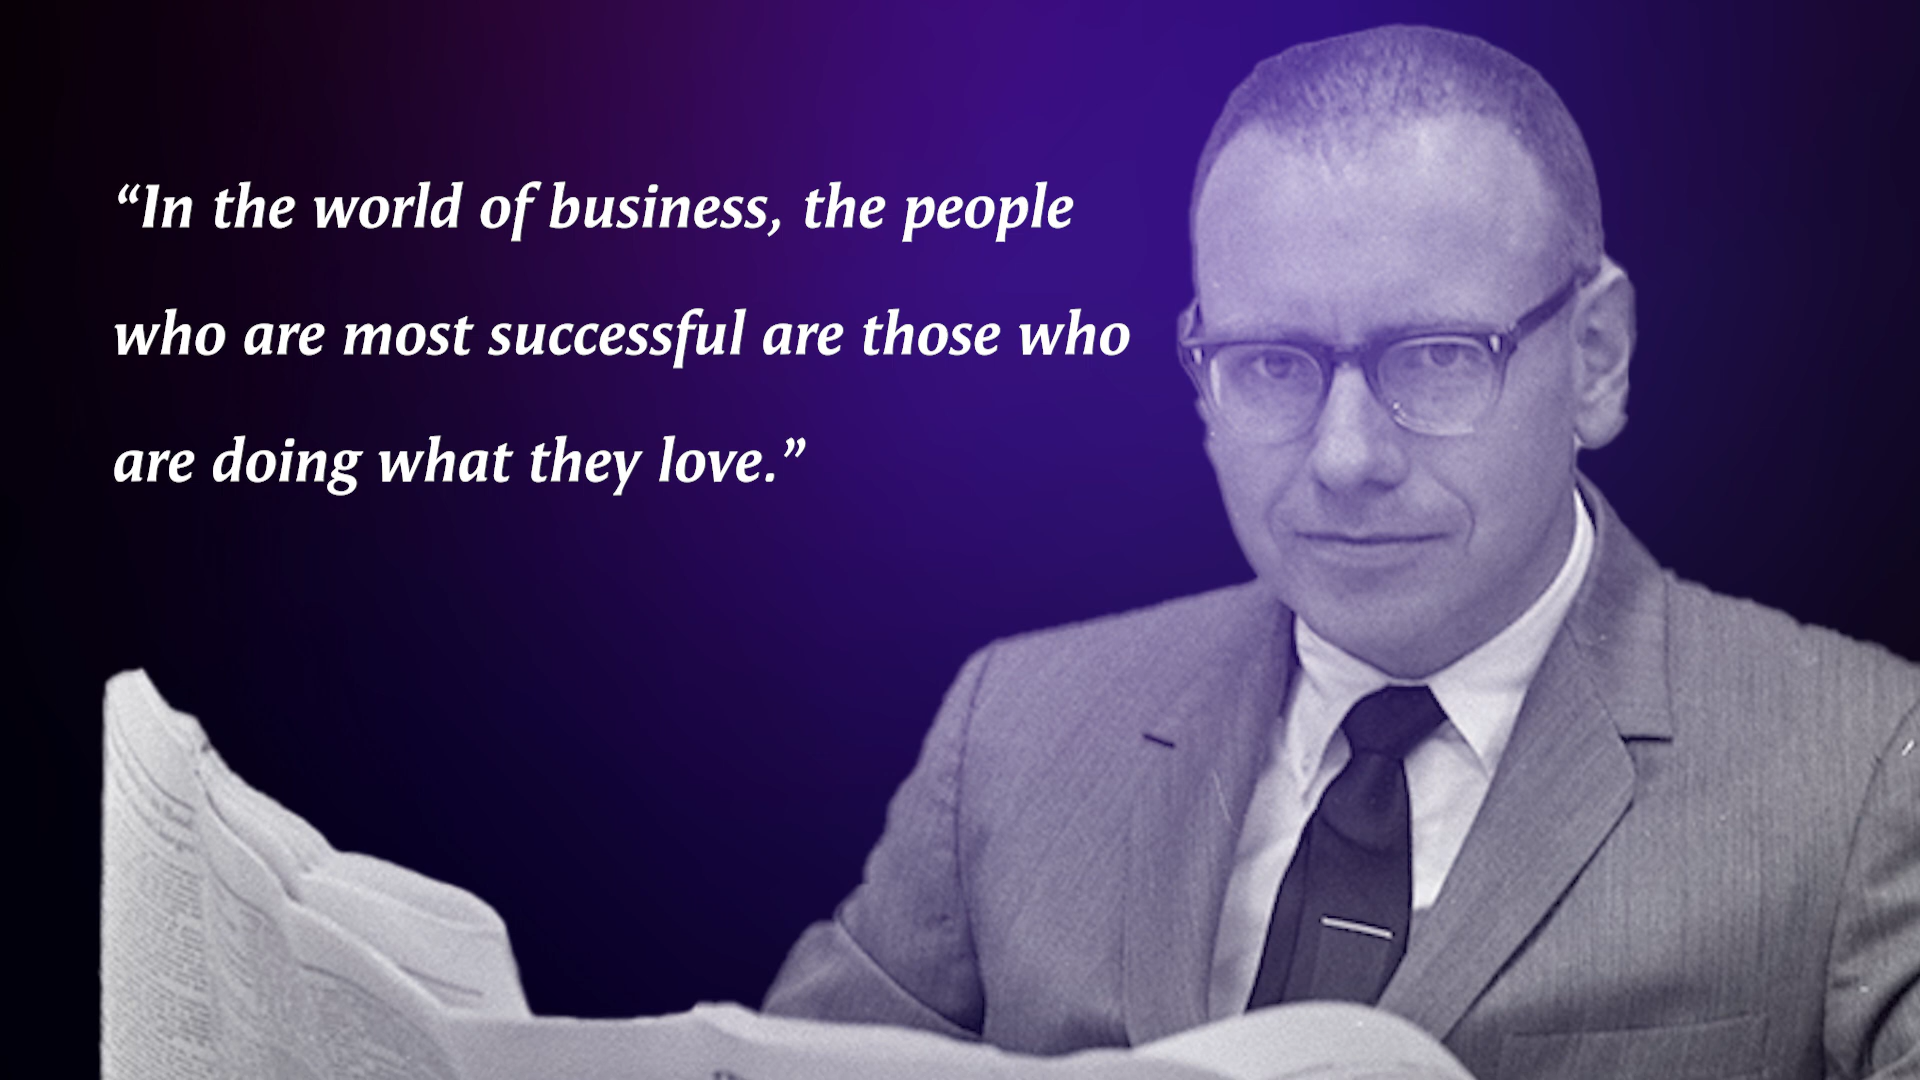 “In the world of business, the people
who are most successful are those who
are doing what they love.”